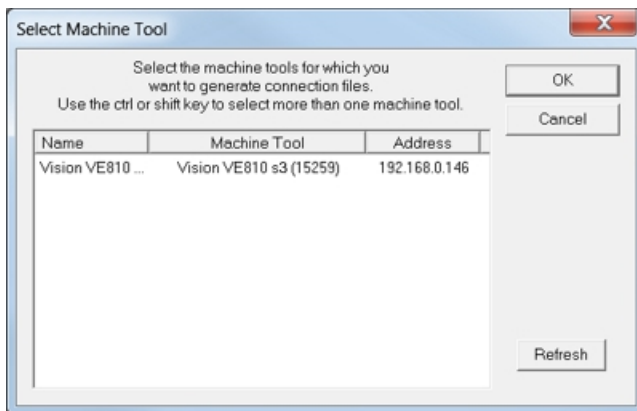 Select Machine Tool
Select the machine tools for which you
want to generate connection files.
Use the ctrl or shift key to select more than one machine tool.
OK
Cancel
Name Machine Tool Address
Vision VE810 ... Vision VE810 s3 (15259) 192.168.0.146
Refresh